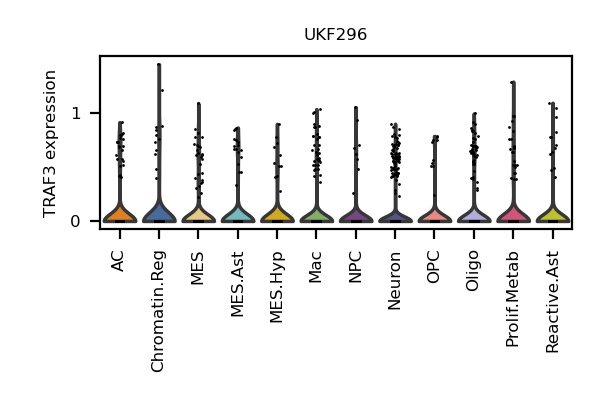 UKF296
TRAF3 expression
1
0
AC
Chromatin.Reg
MES
MES.Ast
MES.Hyp
Mac
NPC
Neuron
OPC
Oligo
Prolif.Metab
Reactive.Ast